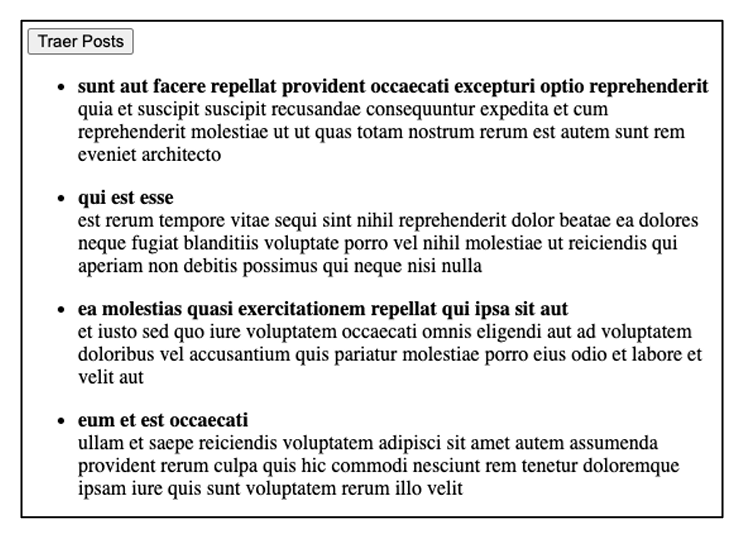 Traer Posts
sunt aut facere repellat provident occaecati excepturi optio reprehenderit
quia et suscipit suscipit recusandae consequuntur expedita et cum
reprehenderit molestiae ut ut quas totam nostrum rerum est autem sunt rem
eveniet architecto
qui est esse
est rerum tempore vitae sequi sint nihil reprehenderit dolor beatae ea dolores
neque fugiat blanditiis voluptate porro vel nihil molestiae ut reiciendis qui
aperiam non debitis possimus qui neque nisi nulla
ea molestias quasi exercitationem repellat qui ipsa sit aut
et iusto sed quo iure voluptatem occaecati omnis eligendi aut ad voluptatem
doloribus vel accusantium quis pariatur molestiae porro eius odio et labore et
velit aut
eum et est occaecati
ullam et saepe reiciendis voluptatem adipisci sit amet autem assumenda
provident rerum culpa quis hic commodi nesciunt rem tenetur doloremque
ipsam iure quis sunt voluptatem rerum illo velit